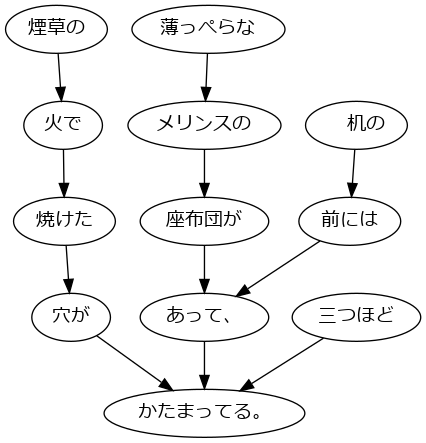 煙草の
薄っぺらな
火で
メリンスの
机の
焼けた
座布団が
前には
穴が
あって、
三つほど
かたまってる。